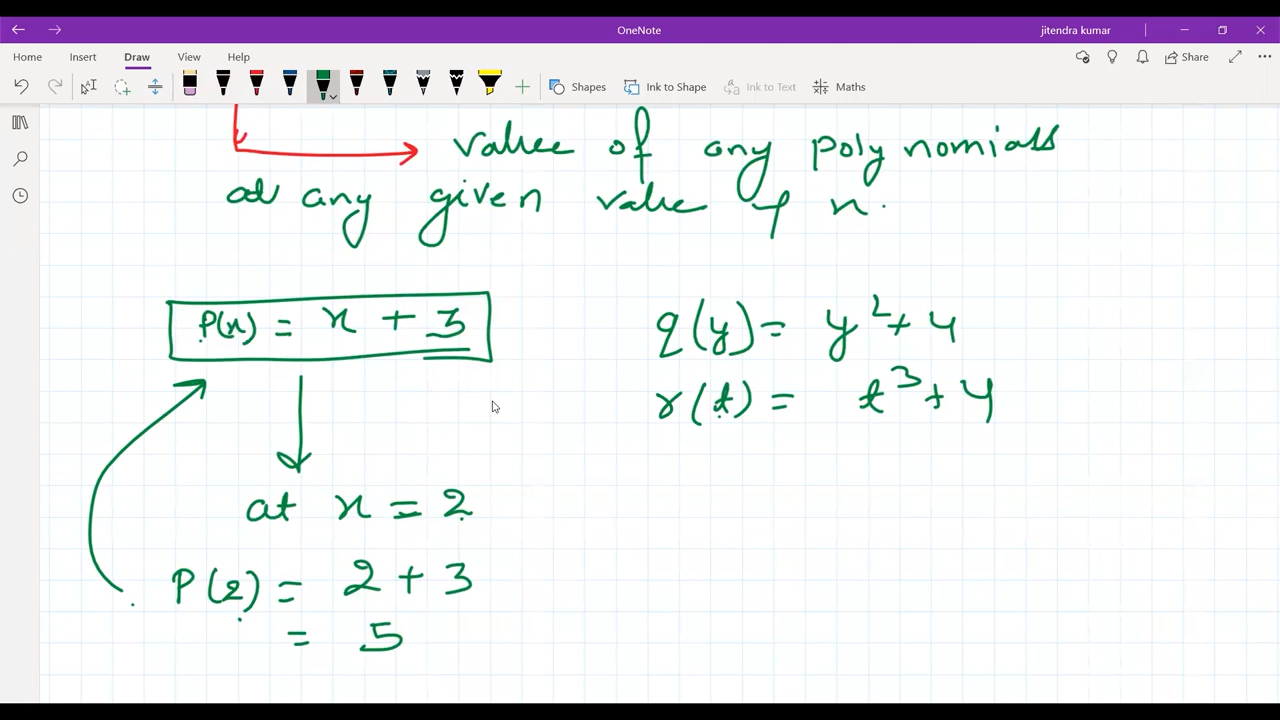 OneNote
jitendra kumar
Home Insert Draw View Help
Share
Shapes Ink to Shape Ink to Text Maths
value of any polynomials
at any given value of x.
P(x) = x + 3
q(y) = y² + 4
r(t) = t³ + 4
at x = 2
P(2) = 2 + 3
= 5